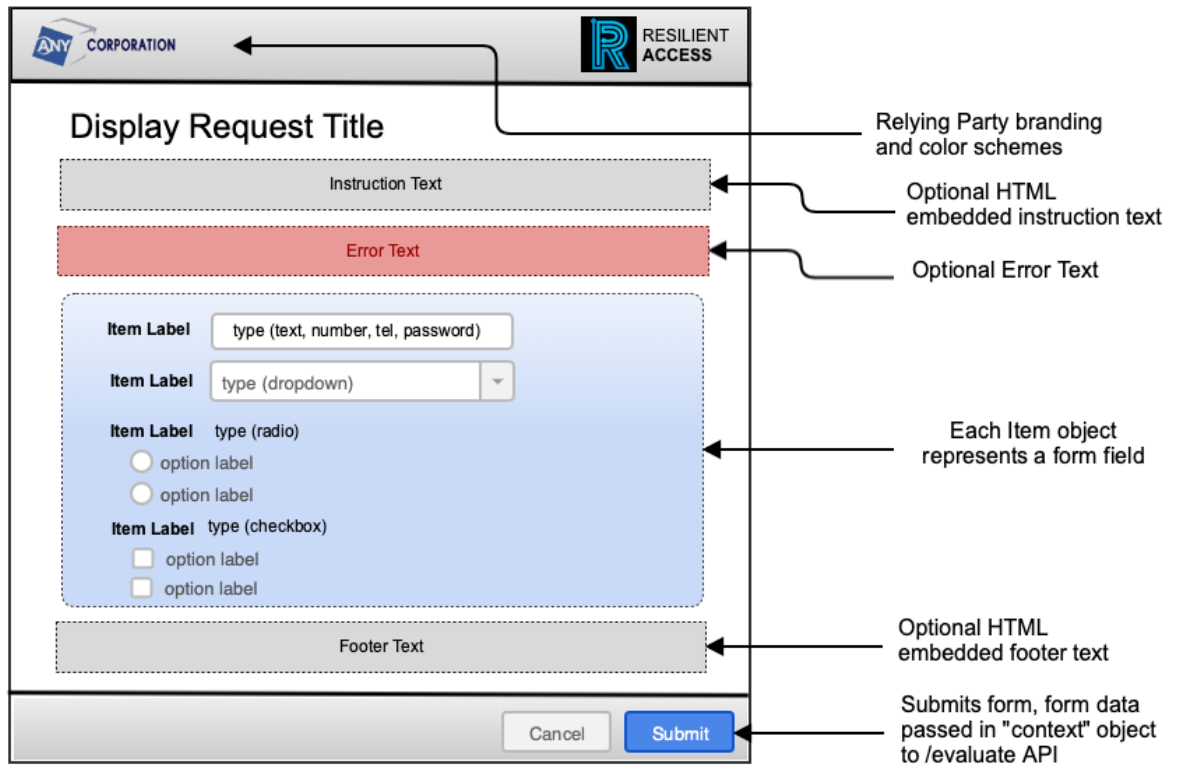 ANY CORPORATION
RESILIENT
ACCESS
Display Request Title
Relying Party branding
and color schemes
Instruction Text
Optional HTML
embedded instruction text
Error Text
Optional Error Text
Item Label type (text, number, tel, password)
Item Label type (dropdown)
Item Label type (radio)
option label
option label
Item Label type (checkbox)
option label
option label
Each Item object
represents a form field
Footer Text
Optional HTML
embedded footer text
Cancel Submit
Submits form, form data
passed in "context" object
to /evaluate API